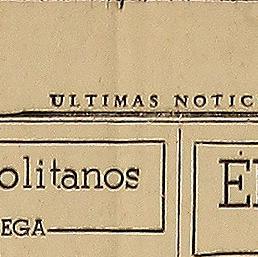 ULTIMAS NOTIC
olitanos
EGA
E